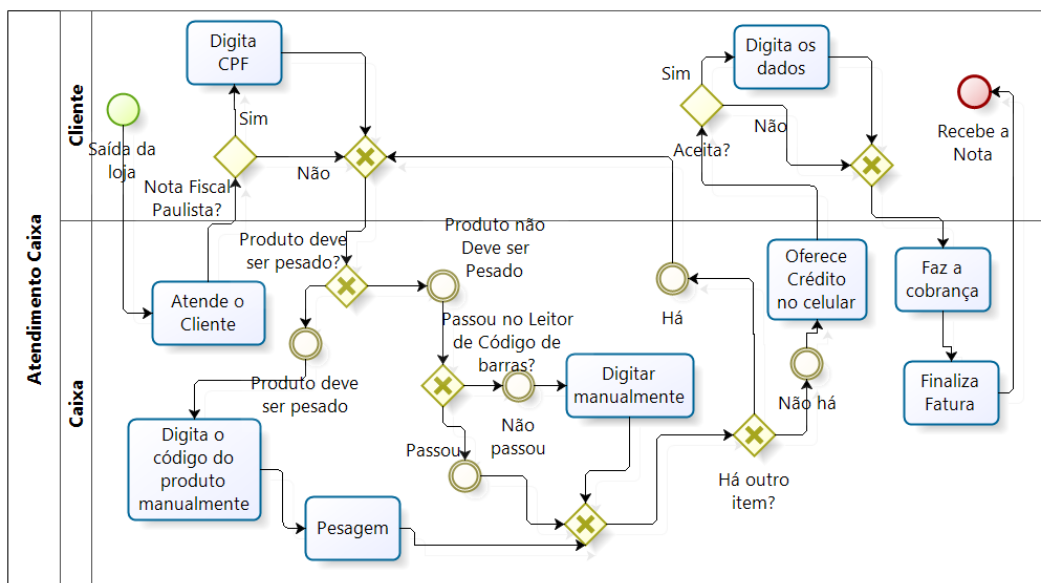 Atendimento Caixa
Cliente
Caixa
Digita
CPF
Sim
Saída da
loja
Nota Fiscal
Paulista?
Não
Digita os
dados
Sim
Não
Aceita?
Recebe a
Nota
Produto deve
ser pesado?
Produto não
Deve ser
Pesado
Atende o
Cliente
Produto deve
ser pesado
Passou no Leitor
de Código de
barras?
Há
Oferece
Crédito
no celular
Faz a
cobrança
Digitar
manualmente
Não
passou
Passou
Não há
Finaliza
Fatura
Digita o
código do
produto
manualmente
Pesagem
Há outro
item?